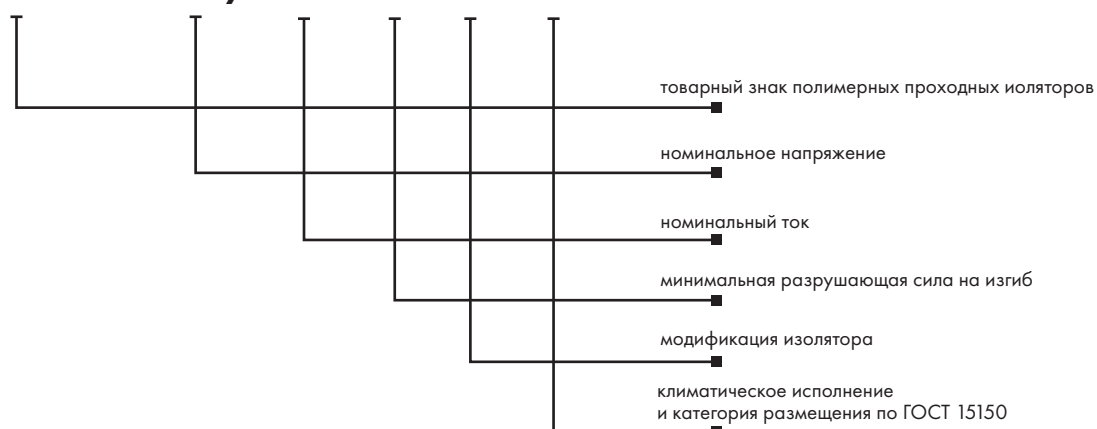 товарный знак полимерных проходных иоляторов
номинальное напряжение
номинальный ток
минимальная разрушающая сила на изгиб
модификация изолятора
климатическое исполнение
и категория размещения по ГОСТ 15150